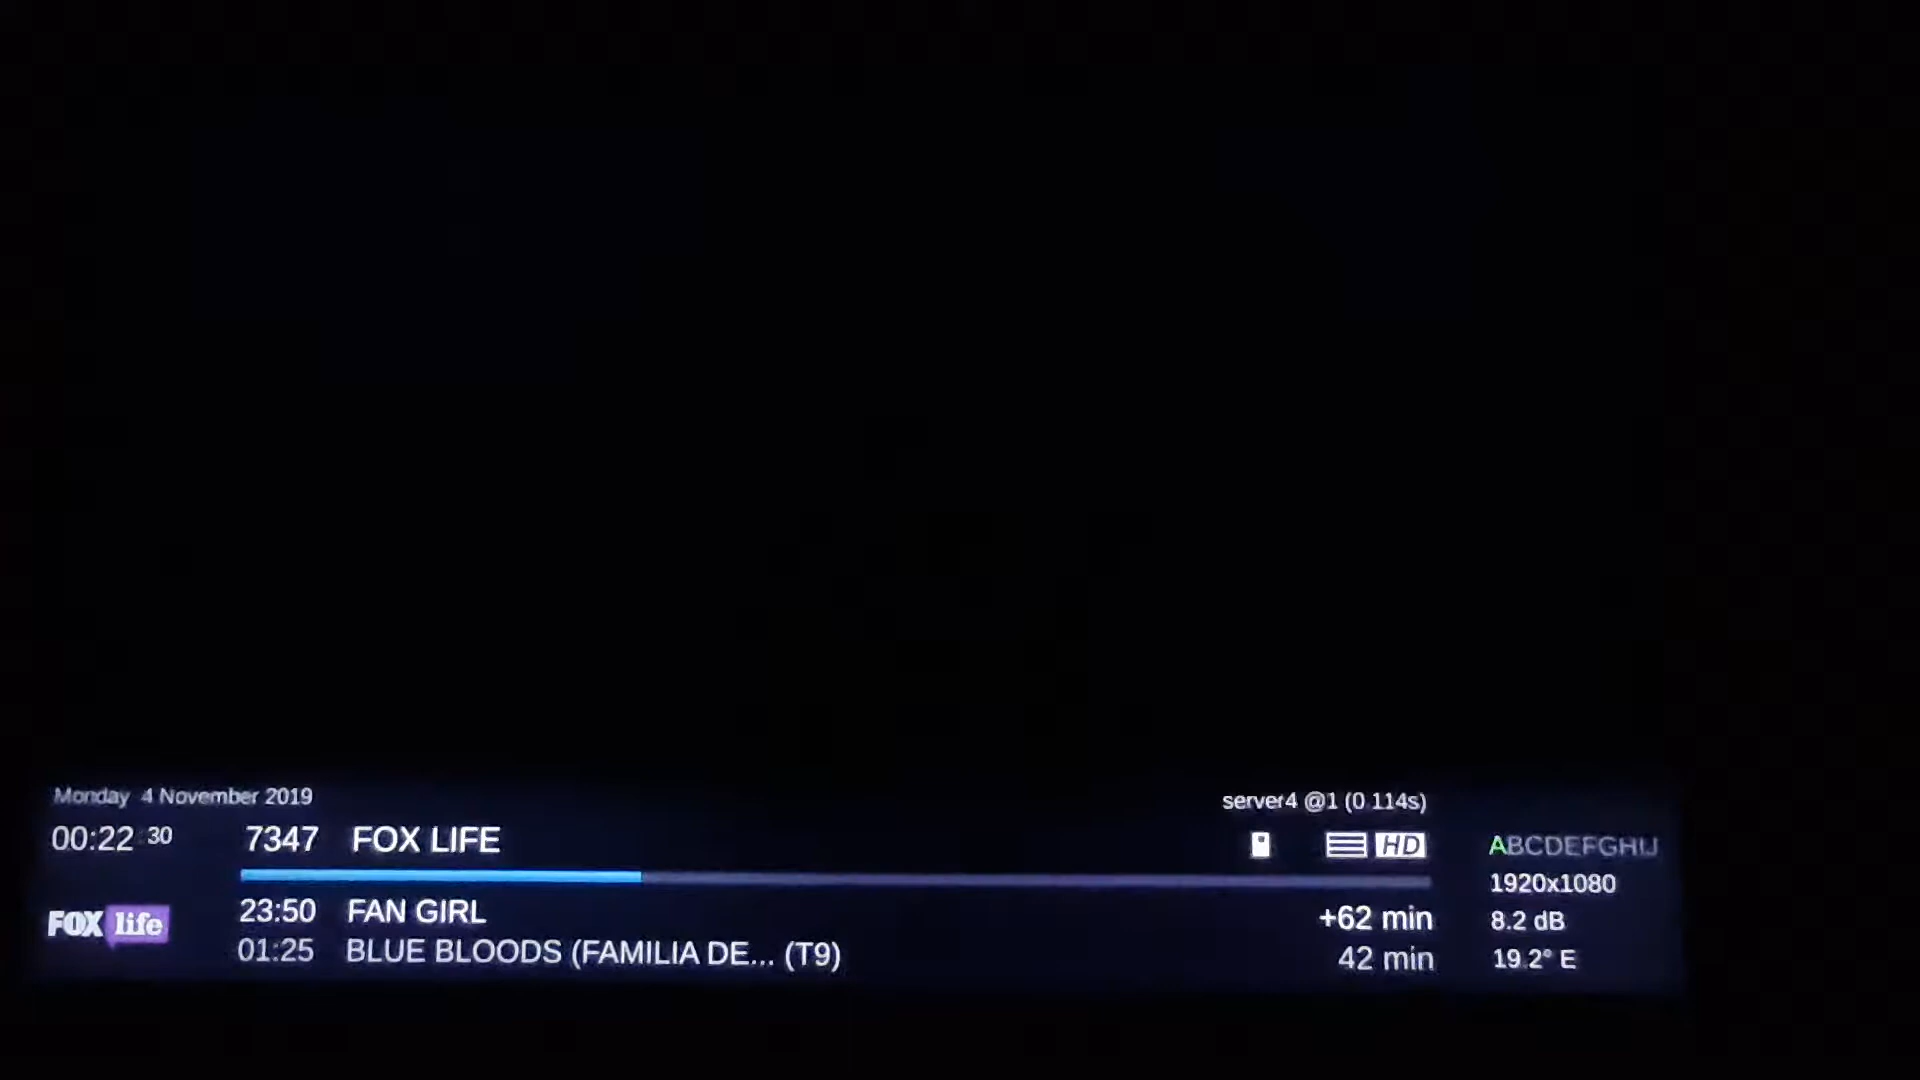 Monday 4 November 2019
server4 @1 (0.114s)
00:22 30 7347 FOX LIFE HD ABCDEFGHIJ
1920x1080
FOX life 23:50 FAN GIRL +62 min 8.2 dB
01:25 BLUE BLOODS (FAMILIA DE... (T9) 42 min 19.2° E